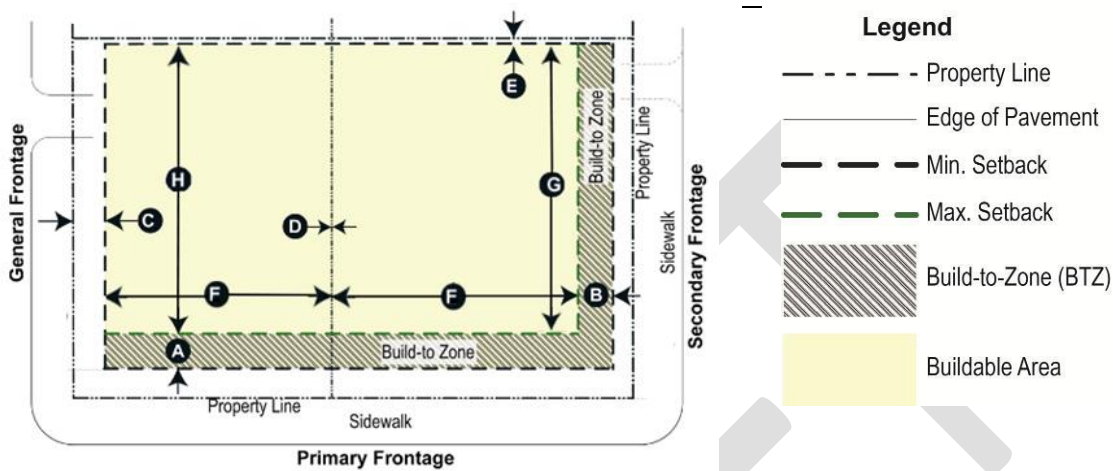 General Frontage
H
C
D
F
F
A
E
G
B
Build-to Zone
Build-to Zone
Property Line
Sidewalk
Secondary Frontage
Property Line
Sidewalk
Primary Frontage
Legend
Property Line
Edge of Pavement
Min. Setback
Max. Setback
Build-to-Zone (BTZ)
Buildable Area